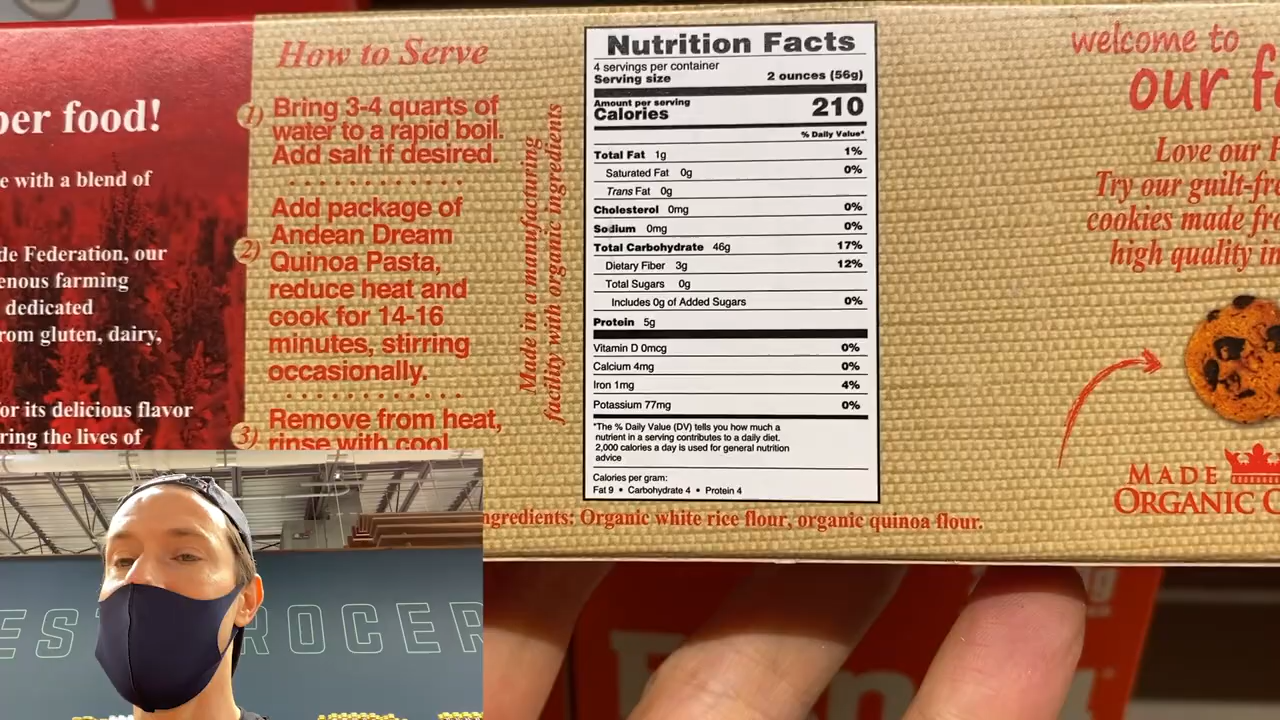 per food!
e with a blend of
de Federation, our
enous farming
dedicated
rom gluten, dairy,
or its delicious flavor
ring the lives of
How to Serve
1) Bring 3-4 quarts of
water to a rapid boil.
Add salt if desired.
2) Add package of
Andean Dream
Quinoa Pasta,
reduce heat and
cook for 14-16
minutes, stirring
occasionally.
3) Remove from heat,
rinse with cool
Made in a manufacturing
facility with organic ingredients
Nutrition Facts
4 servings per container
Serving size 2 ounces (56g)
Amount per serving
Calories 210
% Daily Value*
Total Fat 1g 1%
Saturated Fat 0g 0%
Trans Fat 0g
Cholesterol 0mg 0%
Sodium 0mg 0%
Total Carbohydrate 46g 17%
Dietary Fiber 3g 12%
Total Sugars 0g
Includes 0g of Added Sugars 0%
Protein 5g
Vitamin D 0mcg 0%
Calcium 4mg 0%
Iron 1mg 4%
Potassium 77mg 0%
*The % Daily Value (DV) tells you how much a
nutrient in a serving contributes to a daily diet.
2,000 calories a day is used for general nutrition
advice
Calories per gram:
Fat 9 • Carbohydrate 4 • Protein 4
ngredients: Organic white rice flour, organic quinoa flour.
welcome to
our f
Love our
Try our guilt-fr
cookies made fr
high quality in
MADE
ORGANIC
EST GROCER